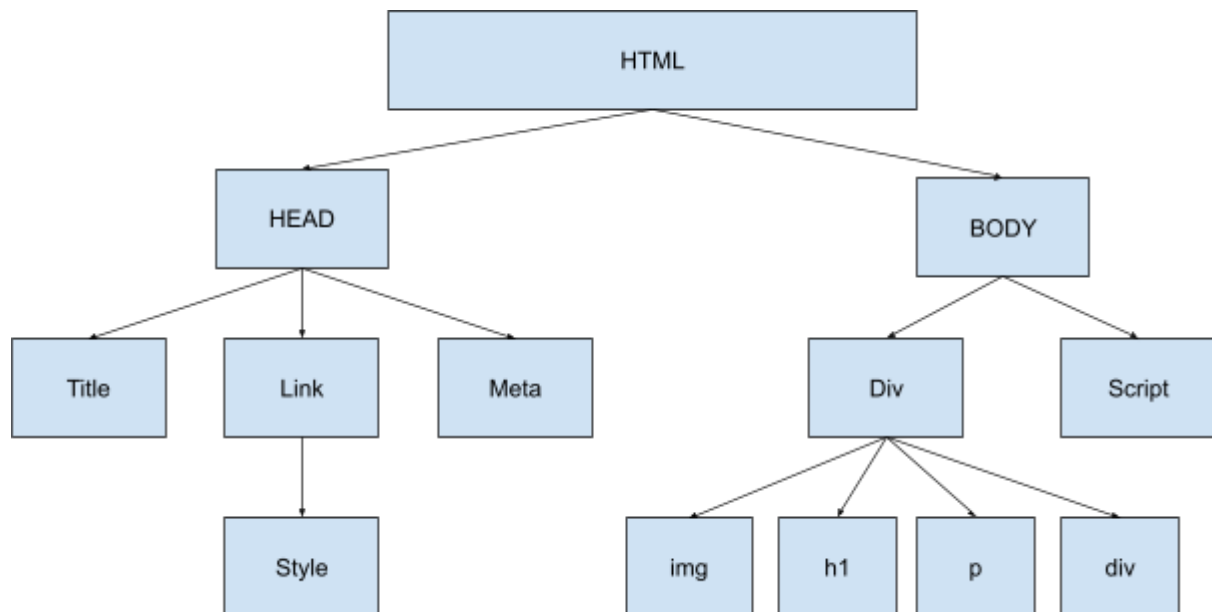 HTML
HEAD
BODY
Title
Link
Meta
Div
Script
Style
img
h1
p
div